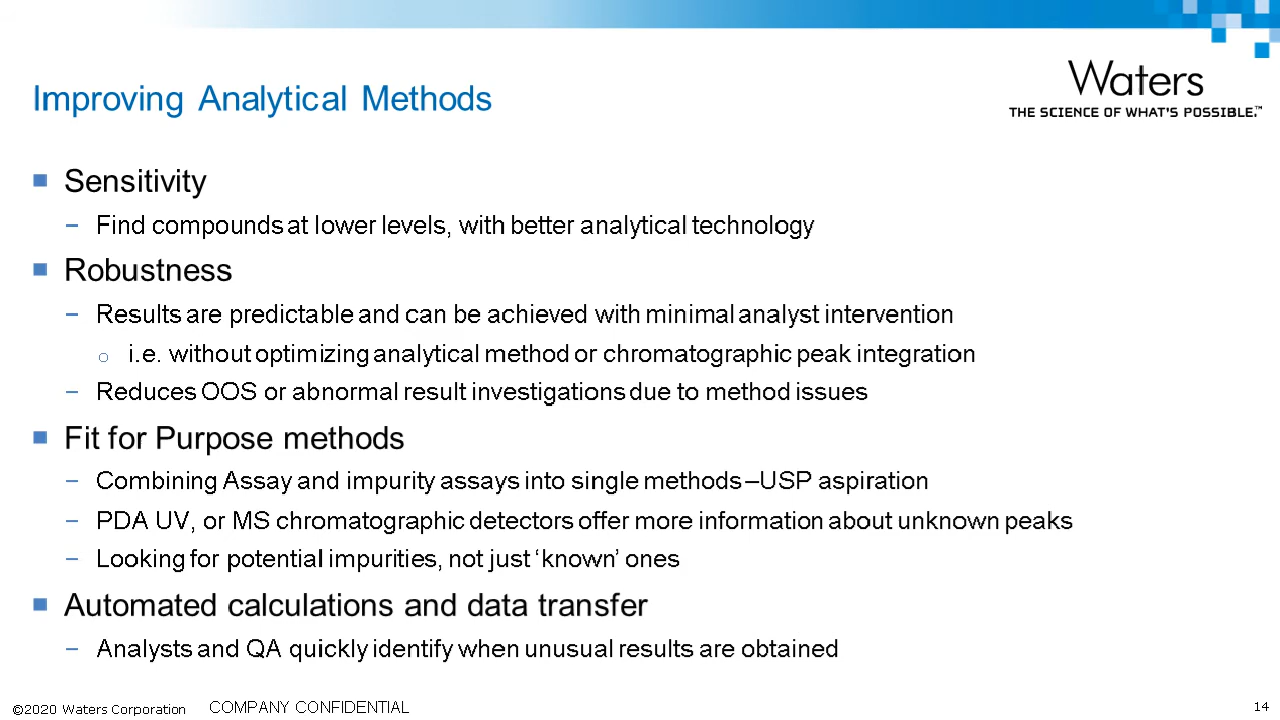 Improving Analytical Methods
Waters
THE SCIENCE OF WHAT'S POSSIBLE.™
■ Sensitivity
– Find compounds at lower levels, with better analytical technology
■ Robustness
– Results are predictable and can be achieved with minimal analyst intervention
o i.e. without optimizing analytical method or chromatographic peak integration
– Reduces OOS or abnormal result investigations due to method issues
■ Fit for Purpose methods
– Combining Assay and impurity assays into single methods –USP aspiration
– PDA UV, or MS chromatographic detectors offer more information about unknown peaks
– Looking for potential impurities, not just ‘known’ ones
■ Automated calculations and data transfer
– Analysts and QA quickly identify when unusual results are obtained
©2020 Waters Corporation COMPANY CONFIDENTIAL 14